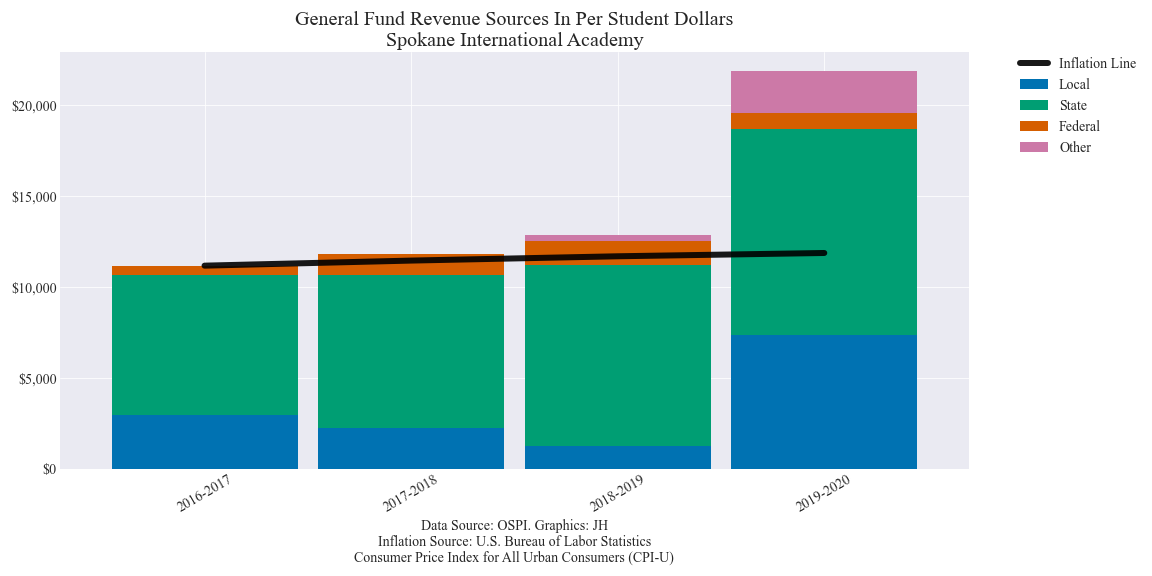 General Fund Revenue Sources In Per Student Dollars
Spokane International Academy
Inflation Line
Local
State
Federal
Other
$20,000
$15,000
$10,000
$5,000
$0
2016-2017
2017-2018
2018-2019
2019-2020
Data Source: OSPI. Graphics: JH
Inflation Source: U.S. Bureau of Labor Statistics
Consumer Price Index for All Urban Consumers (CPI-U)